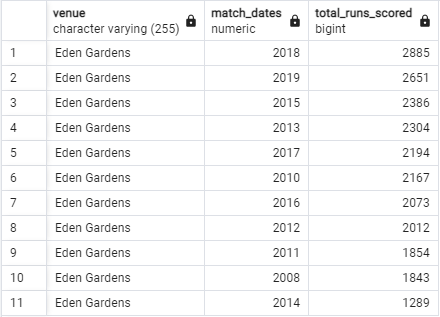 venue match_dates total_runs_scored
character varying (255) numeric bigint
1 Eden Gardens 2018 2885
2 Eden Gardens 2019 2651
3 Eden Gardens 2015 2386
4 Eden Gardens 2013 2304
5 Eden Gardens 2017 2194
6 Eden Gardens 2010 2167
7 Eden Gardens 2016 2073
8 Eden Gardens 2012 2012
9 Eden Gardens 2011 1854
10 Eden Gardens 2008 1843
11 Eden Gardens 2014 1289